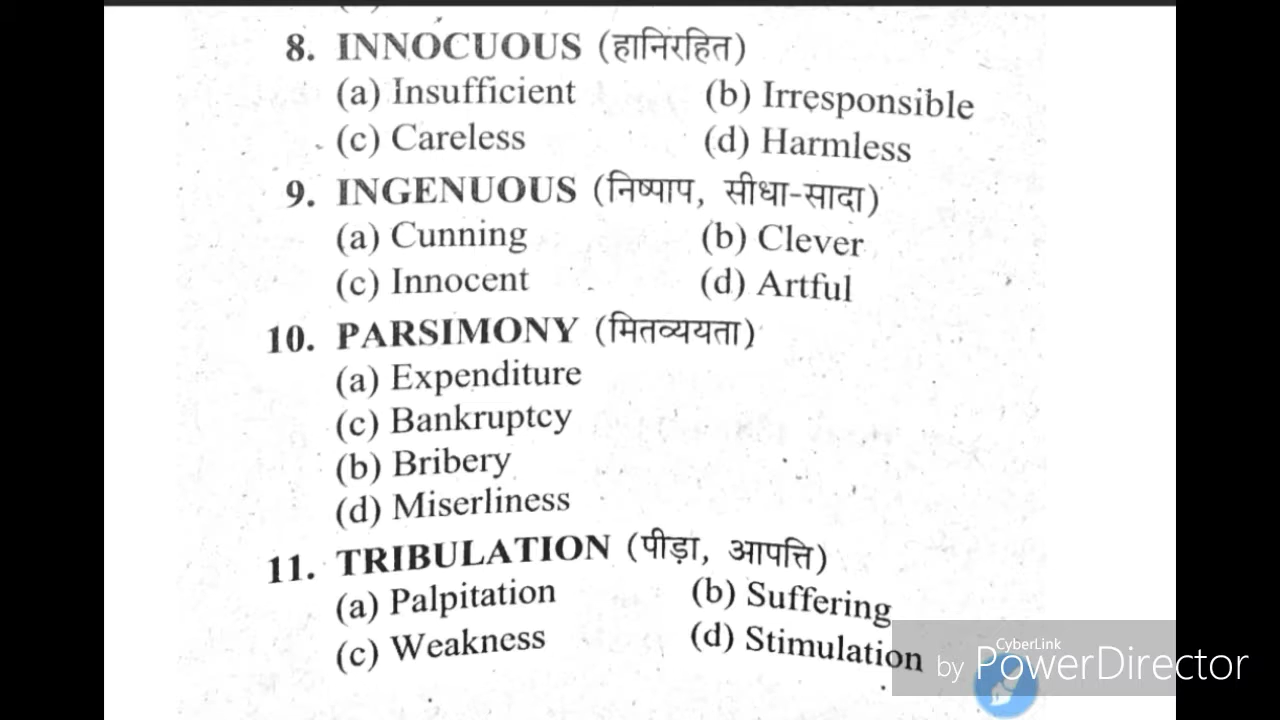 8. INNOCUOUS (हानिरहित)
(a) Insufficient (b) Irresponsible
(c) Careless (d) Harmless
9. INGENUOUS (निष्पाप, सीधा-सादा)
(a) Cunning (b) Clever
(c) Innocent (d) Artful
10. PARSIMONY (मितव्ययता)
(a) Expenditure
(c) Bankruptcy
(b) Bribery
(d) Miserliness
11. TRIBULATION (पीड़ा, आपत्ति)
(a) Palpitation (b) Suffering
(c) Weakness (d) Stimulation
CyberLink
by PowerDirector